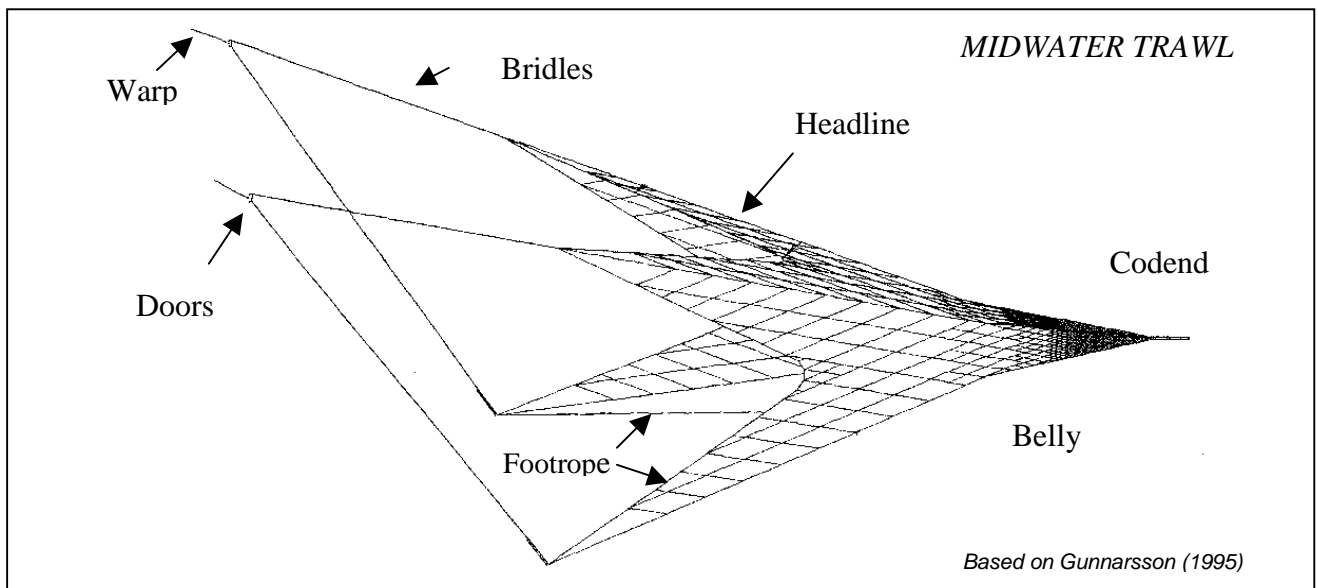 MIDWATER TRAWL
Bridles
Warp
Headline
Codend
Doors
Belly
Footrope
Based on Gunnarsson (1995)